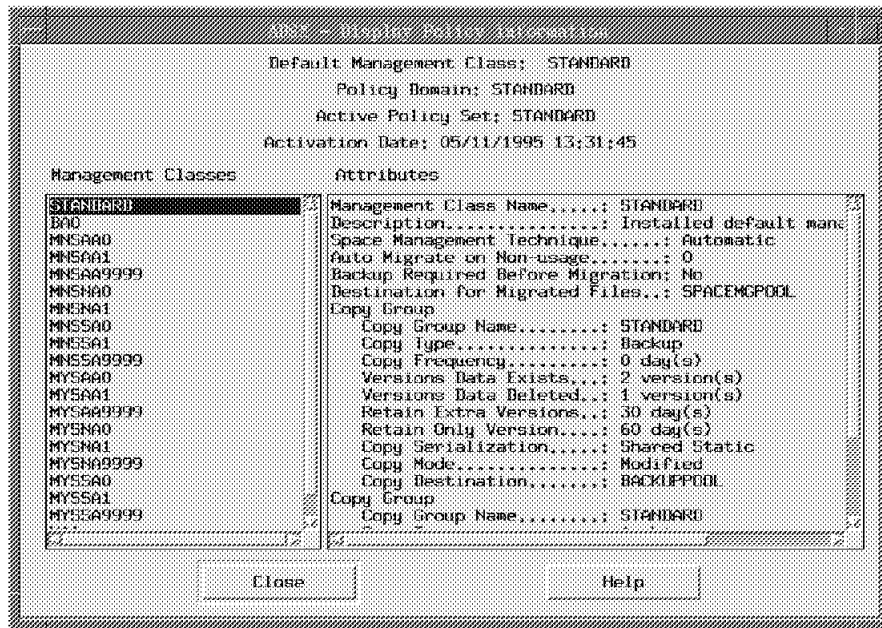 ADSM - Display Policy Information
Default Management Class: STANDARD
Policy Domain: STANDARD
Active Policy Set: STANDARD
Activation Date: 05/11/1995 13:31:45
Management Classes
STANDARD
BAO
MNSAA0
MNSAA1
MNSAA9999
MNSNA0
MNSNA1
MNSSA0
MNSSA1
MNSSA9999
MYSAA0
MYSAA1
MYSAA9999
MYSNA0
MYSNA1
MYSNA9999
MYSSA0
MYSSA1
MYSSA9999
Attributes
Management Class Name.....: STANDARD
Description...............: Installed default mana
Space Management Technique......: Automatic
Auto Migrate on Non-usage.......: 0
Backup Required Before Migration: No
Destination for Migrated Files..: SPACEMGPOOL
Copy Group
Copy Group Name........: STANDARD
Copy Type..............: Backup
Copy Frequency.........: 0 day(s)
Versions Data Exists...: 2 version(s)
Versions Data Deleted..: 1 version(s)
Retain Extra Versions..: 30 day(s)
Retain Only Version....: 60 day(s)
Copy Serialization.....: Shared Static
Copy Mode..............: Modified
Copy Destination.......: BACKUPPOOL
Copy Group
Copy Group Name........: STANDARD
Close
Help